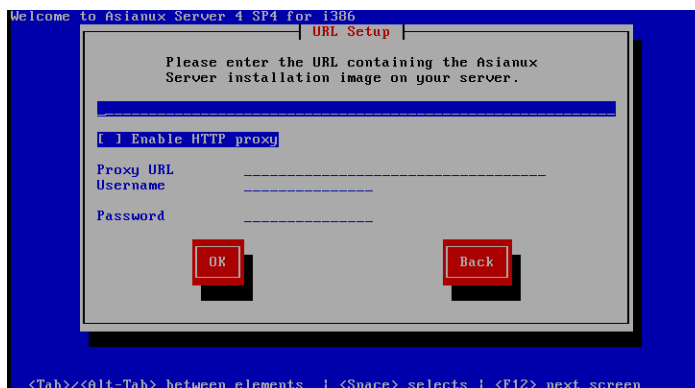 Welcome to Asianux Server 4 SP4 for i386
URL Setup
Please enter the URL containing the Asianux
Server installation image on your server.
[ ] Enable HTTP proxy
Proxy URL
Username
Password
OK
Back
<Tab>/<Alt-Tab> between elements | <Space> selects | <F12> next screen